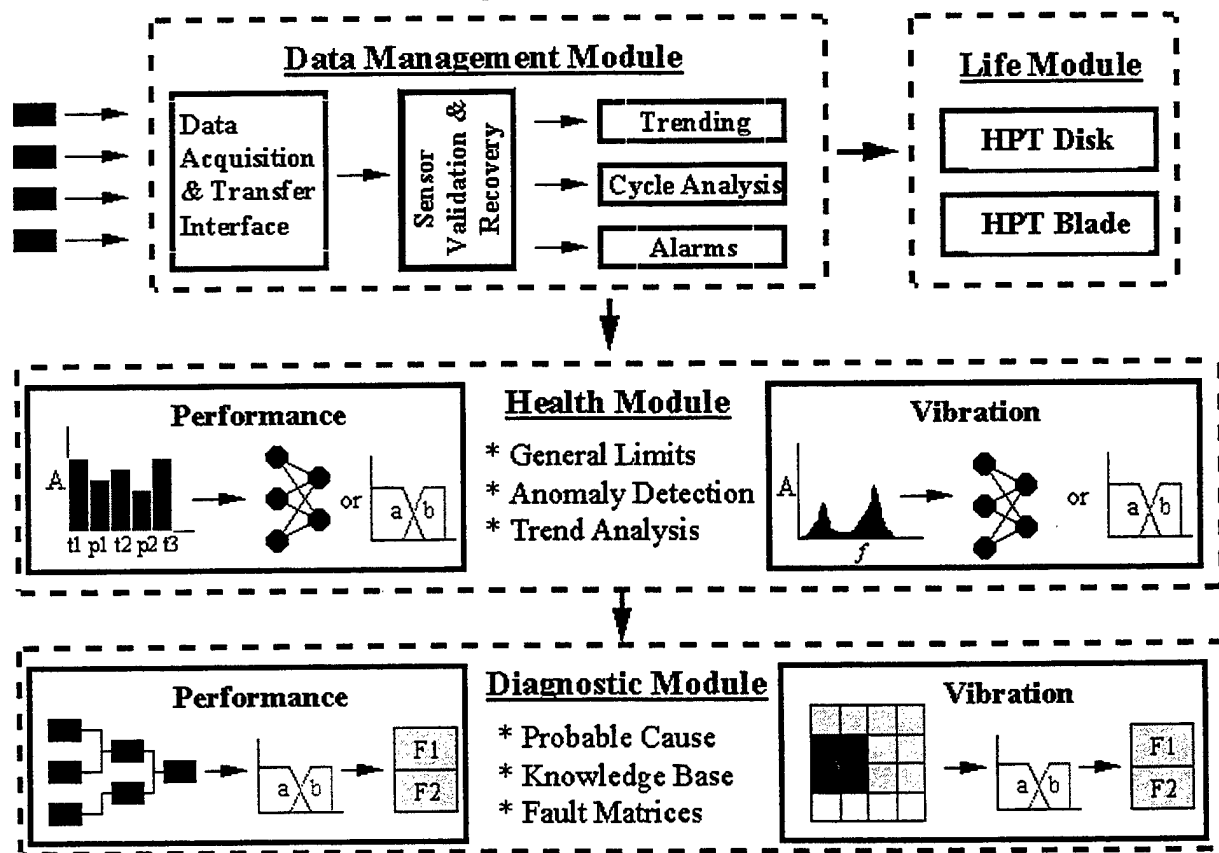 Data Management Module
Data
Acquisition
& Transfer
Interface
Sensor
Validation &
Recovery
Trending
Cycle Analysis
Alarms
Life Module
HPT Disk
HPT Blade
Health Module
* General Limits
* Anomaly Detection
* Trend Analysis
Performance
A
t1 p1 t2 p2 t3
or
a b
Vibration
A
f
or
a b
Diagnostic Module
* Probable Cause
* Knowledge Base
* Fault Matrices
Performance
a b
F1
F2
Vibration
a b
F1
F2